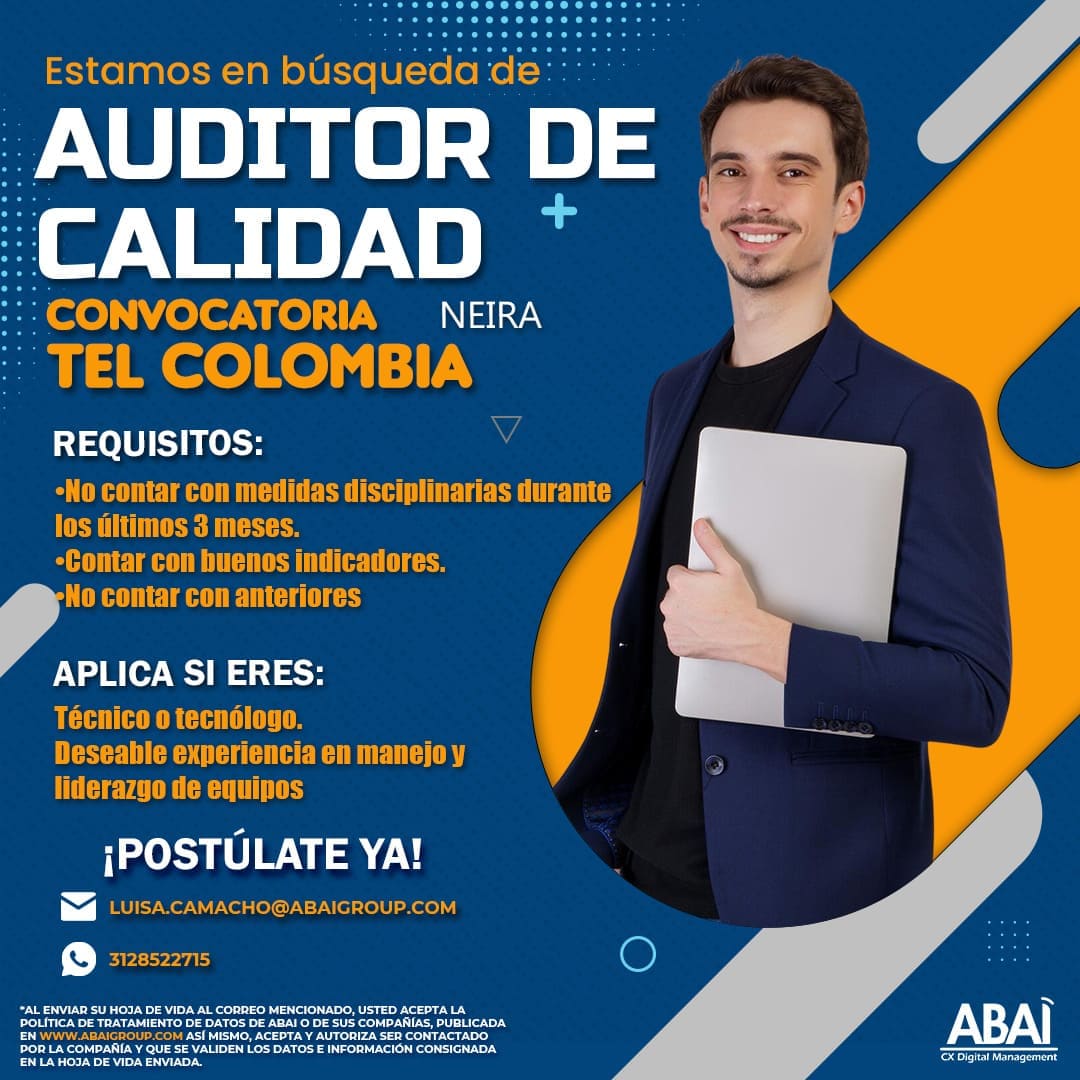 Estamos en búsqueda de
AUDITOR DE
CALIDAD
CONVOCATORIA NEIRA
TEL COLOMBIA
REQUISITOS:
•No contar con medidas disciplinarias durante
los últimos 3 meses.
•Contar con buenos indicadores.
•No contar con anteriores
APLICA SI ERES:
Técnico o tecnólogo.
Deseable experiencia en manejo y
liderazgo de equipos
¡POSTÚLATE YA!
LUISA.CAMACHO@ABAIGROUP.COM
3128522715
*AL ENVIAR SU HOJA DE VIDA AL CORREO MENCIONADO, USTED ACEPTA LA
POLÍTICA DE TRATAMIENTO DE DATOS DE ABAI O DE SUS COMPAÑÍAS, PUBLICADA
EN WWW.ABAIGROUP.COM ASÍ MISMO, ACEPTA Y AUTORIZA SER CONTACTADO
POR LA COMPAÑÍA Y QUE SE VALIDEN LOS DATOS E INFORMACIÓN CONSIGNADA
EN LA HOJA DE VIDA ENVIADA.
ABAI
CX Digital Management